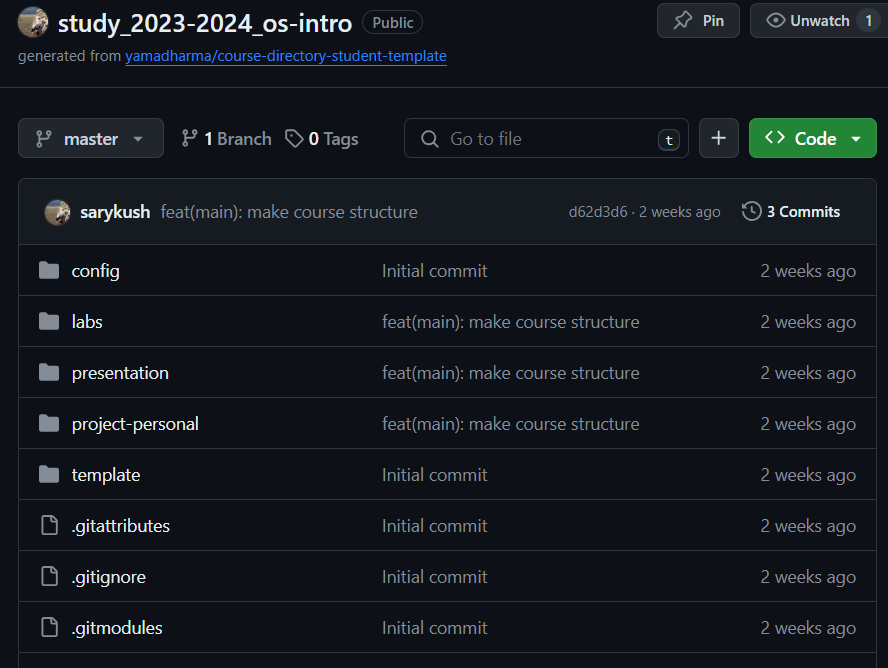 study_2023-2024_os-intro Public Pin Unwatch 1
generated from yamadharma/course-directory-student-template
master 1 Branch 0 Tags Go to file t + Code
sarykush feat(main): make course structure d62d3d6 · 2 weeks ago 3 Commits
config Initial commit 2 weeks ago
labs feat(main): make course structure 2 weeks ago
presentation feat(main): make course structure 2 weeks ago
project-personal feat(main): make course structure 2 weeks ago
template Initial commit 2 weeks ago
.gitattributes Initial commit 2 weeks ago
.gitignore Initial commit 2 weeks ago
.gitmodules Initial commit 2 weeks ago